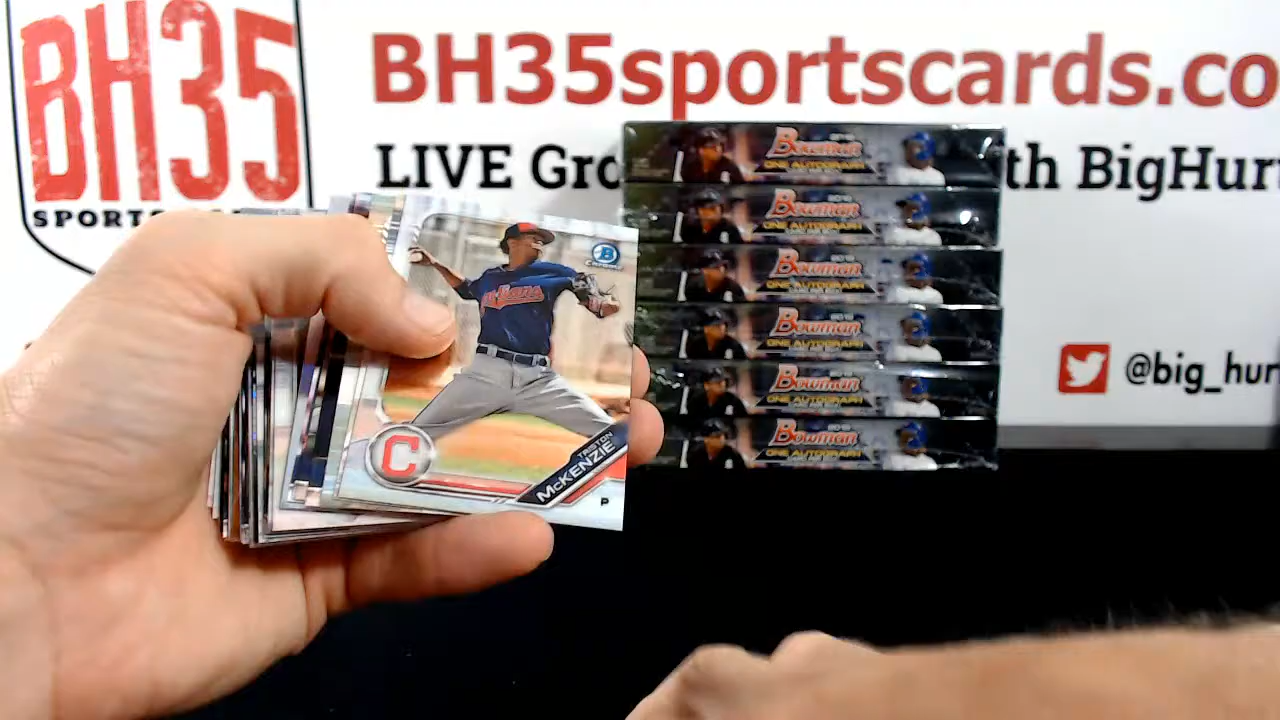 BH35
SPORTS
BH35sportscards.co
LIVE Gro
th BigHur
@big_hur
Bowman
ONE AUTOGRAPH
Bowman
ONE AUTOGRAPH
Bowman
ONE AUTOGRAPH
Bowman
ONE AUTOGRAPH
Bowman
ONE AUTOGRAPH
Bowman
ONE AUTOGRAPH
B
Chrome
Indians
C
TRISTON
McKENZIE
P